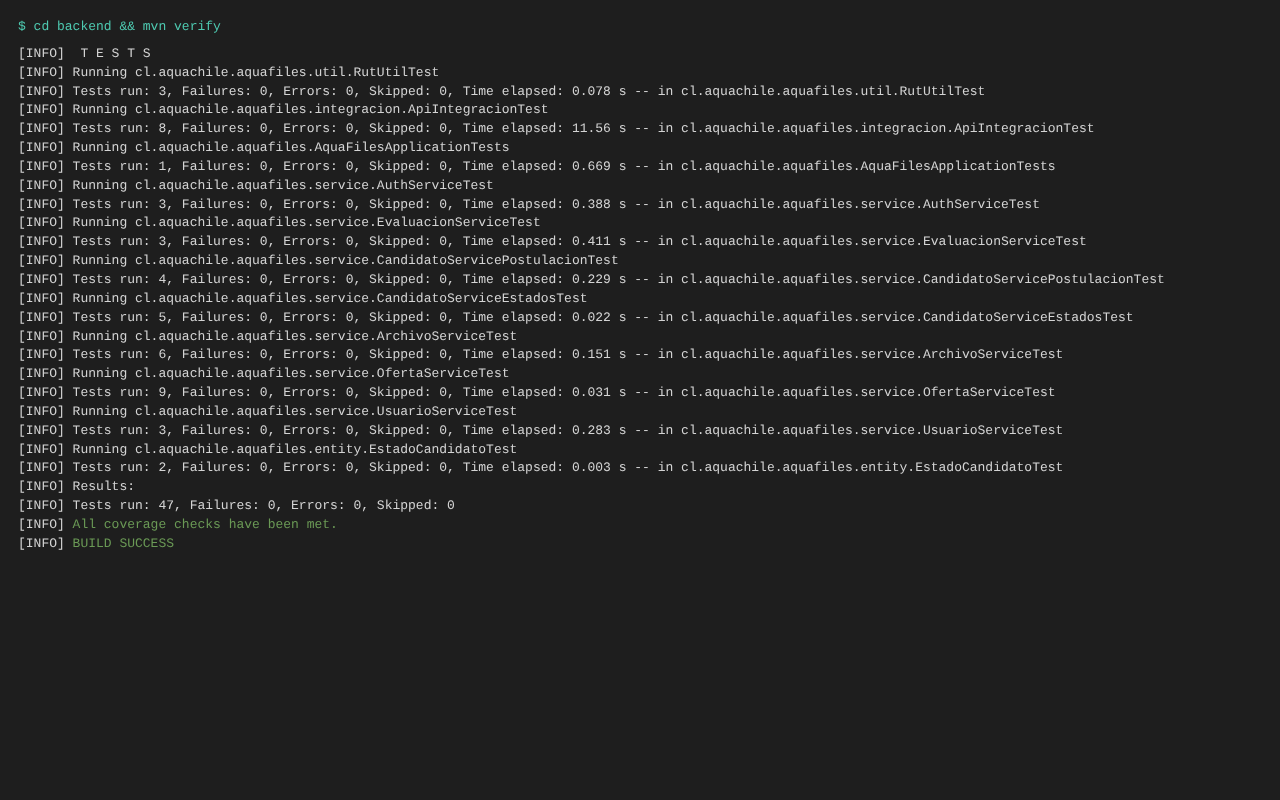 $ cd backend && mvn verify
[INFO]  T E S T S
[INFO] Running cl.aquachile.aquafiles.util.RutUtilTest
[INFO] Tests run: 3, Failures: 0, Errors: 0, Skipped: 0, Time elapsed: 0.078 s -- in cl.aquachile.aquafiles.util.RutUtilTest
[INFO] Running cl.aquachile.aquafiles.integracion.ApiIntegracionTest
[INFO] Tests run: 8, Failures: 0, Errors: 0, Skipped: 0, Time elapsed: 11.56 s -- in cl.aquachile.aquafiles.integracion.ApiIntegracionTest
[INFO] Running cl.aquachile.aquafiles.AquaFilesApplicationTests
[INFO] Tests run: 1, Failures: 0, Errors: 0, Skipped: 0, Time elapsed: 0.669 s -- in cl.aquachile.aquafiles.AquaFilesApplicationTests
[INFO] Running cl.aquachile.aquafiles.service.AuthServiceTest
[INFO] Tests run: 3, Failures: 0, Errors: 0, Skipped: 0, Time elapsed: 0.388 s -- in cl.aquachile.aquafiles.service.AuthServiceTest
[INFO] Running cl.aquachile.aquafiles.service.EvaluacionServiceTest
[INFO] Tests run: 3, Failures: 0, Errors: 0, Skipped: 0, Time elapsed: 0.411 s -- in cl.aquachile.aquafiles.service.EvaluacionServiceTest
[INFO] Running cl.aquachile.aquafiles.service.CandidatoServicePostulacionTest
[INFO] Tests run: 4, Failures: 0, Errors: 0, Skipped: 0, Time elapsed: 0.229 s -- in cl.aquachile.aquafiles.service.CandidatoServicePostulacionTest
[INFO] Running cl.aquachile.aquafiles.service.CandidatoServiceEstadosTest
[INFO] Tests run: 5, Failures: 0, Errors: 0, Skipped: 0, Time elapsed: 0.022 s -- in cl.aquachile.aquafiles.service.CandidatoServiceEstadosTest
[INFO] Running cl.aquachile.aquafiles.service.ArchivoServiceTest
[INFO] Tests run: 6, Failures: 0, Errors: 0, Skipped: 0, Time elapsed: 0.151 s -- in cl.aquachile.aquafiles.service.ArchivoServiceTest
[INFO] Running cl.aquachile.aquafiles.service.OfertaServiceTest
[INFO] Tests run: 9, Failures: 0, Errors: 0, Skipped: 0, Time elapsed: 0.031 s -- in cl.aquachile.aquafiles.service.OfertaServiceTest
[INFO] Running cl.aquachile.aquafiles.service.UsuarioServiceTest
[INFO] Tests run: 3, Failures: 0, Errors: 0, Skipped: 0, Time elapsed: 0.283 s -- in cl.aquachile.aquafiles.service.UsuarioServiceTest
[INFO] Running cl.aquachile.aquafiles.entity.EstadoCandidatoTest
[INFO] Tests run: 2, Failures: 0, Errors: 0, Skipped: 0, Time elapsed: 0.003 s -- in cl.aquachile.aquafiles.entity.EstadoCandidatoTest
[INFO] Results:
[INFO] Tests run: 47, Failures: 0, Errors: 0, Skipped: 0
[INFO] All coverage checks have been met.
[INFO] BUILD SUCCESS